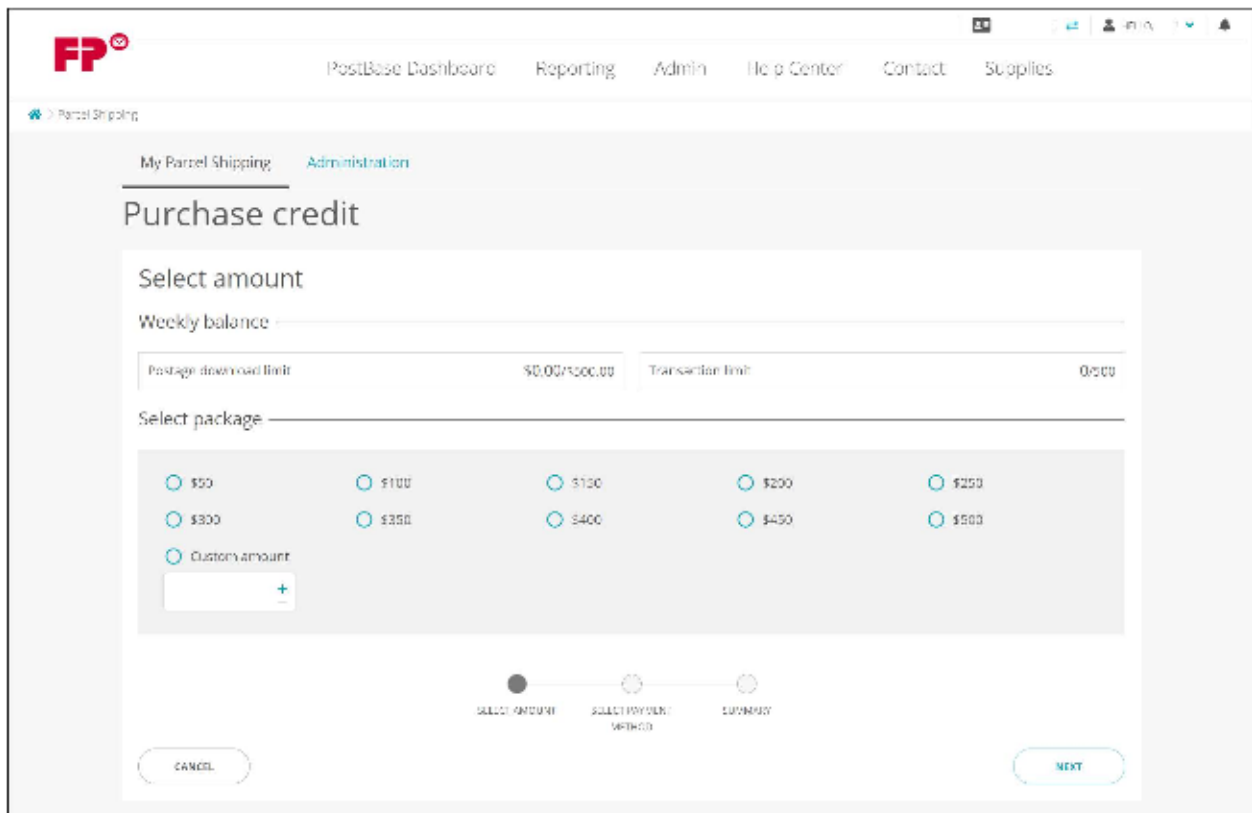 FP
HELLO,
PostBase Dashboard Reporting Admin Help Center Contact Supplies
> Parcel Shipping
My Parcel Shipping Administration
Purchase credit
Select amount
Weekly balance
Postage download limit $0.00/$500.00 Transaction limit 0/500
Select package
$50 $100 $150 $200 $250
$300 $350 $400 $450 $500
Custom amount
+
SELECT AMOUNT SELECT PAYMENT SUMMARY
METHOD
CANCEL NEXT